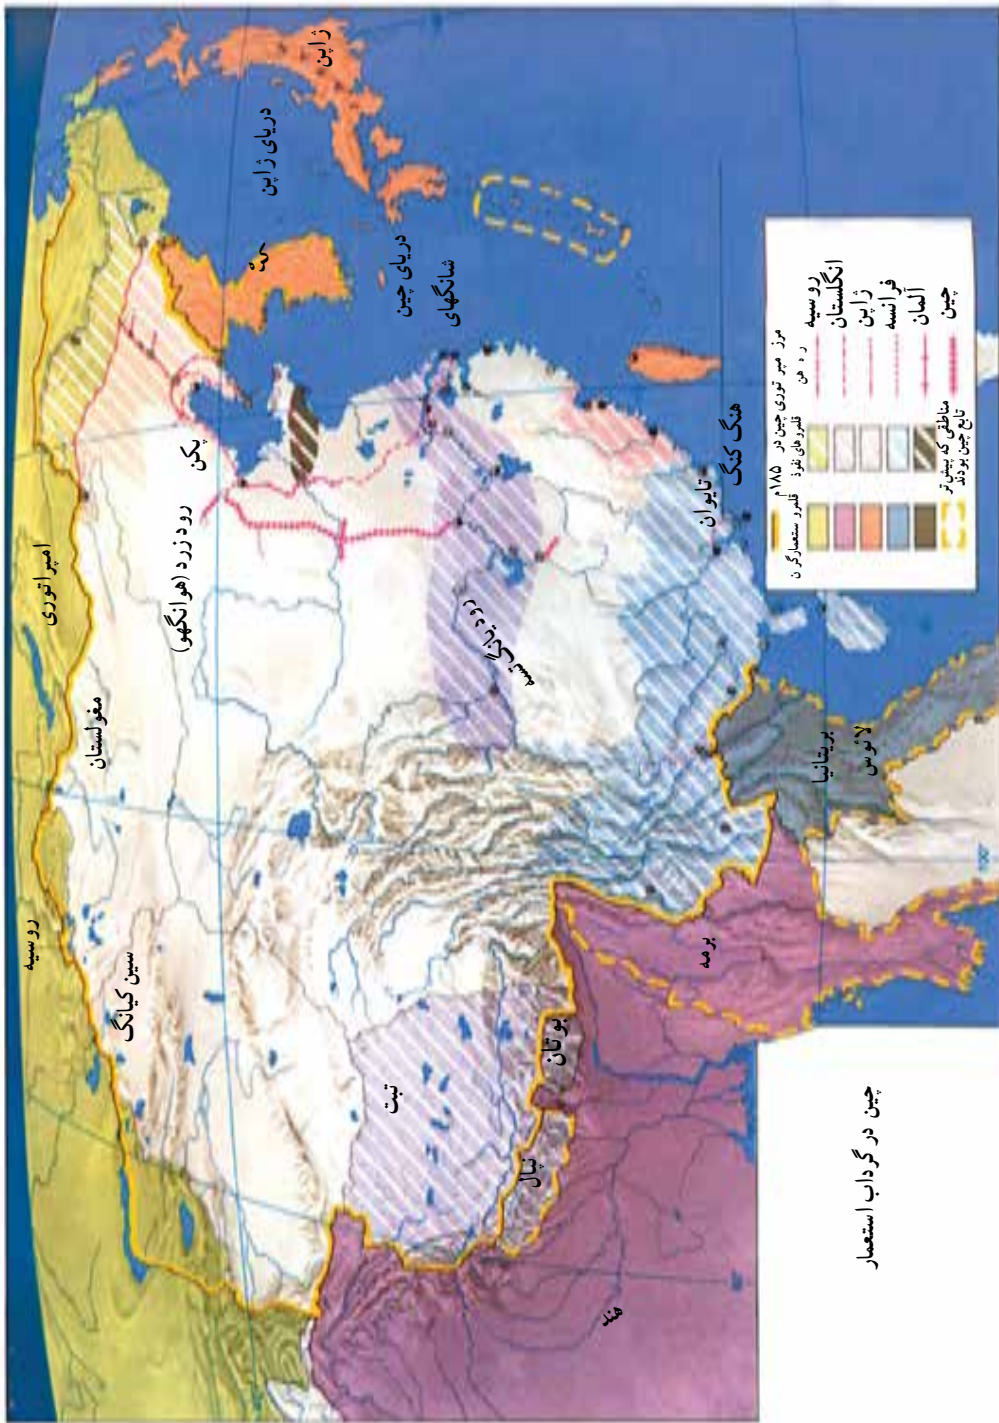 چین در گرداب استعمار
امپراتوری
روسیه
مغولستان
سین کیانگ
تبت
نپال
بوتان
هند
برمه
بریتانیا
لائوس
پکن
رود زرد (هوانگهو)
رود یانگ تسه
ژاپن
دریای ژاپن
کره
دریای چین
شانگهای
تایوان
هنگ کنگ
مرز امپراتوری چین در
۱۸۵م
قلمرو
قلمروهای نفوذ
روسیه
انگلستان
ژاپن
فرانسه
آلمان
چین
مناطقی که پیش‌تر
تابع چین بودند